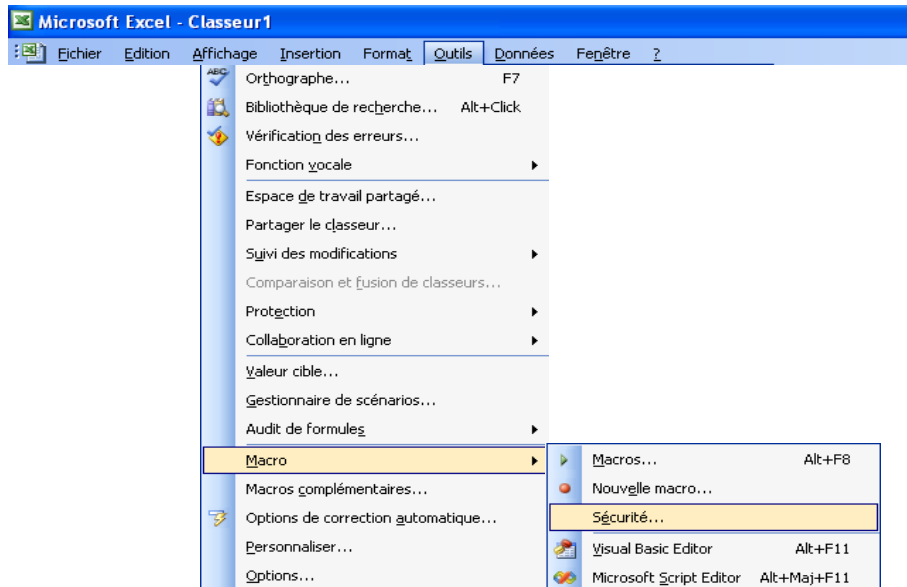 Microsoft Excel - Classeur1
Fichier Edition Affichage Insertion Format Outils Données Fenêtre ?
ABC Orthographe... F7
Bibliothèque de recherche... Alt+Click
Vérification des erreurs...
Fonction vocale
Espace de travail partagé...
Partager le classeur...
Suivi des modifications
Comparaison et fusion de classeurs...
Protection
Collaboration en ligne
Valeur cible...
Gestionnaire de scénarios...
Audit de formules
Macro
Macros... Alt+F8
Macros complémentaires...
Nouvelle macro...
Options de correction automatique...
Sécurité...
Personnaliser...
Visual Basic Editor Alt+F11
Options...
Microsoft Script Editor Alt+Maj+F11